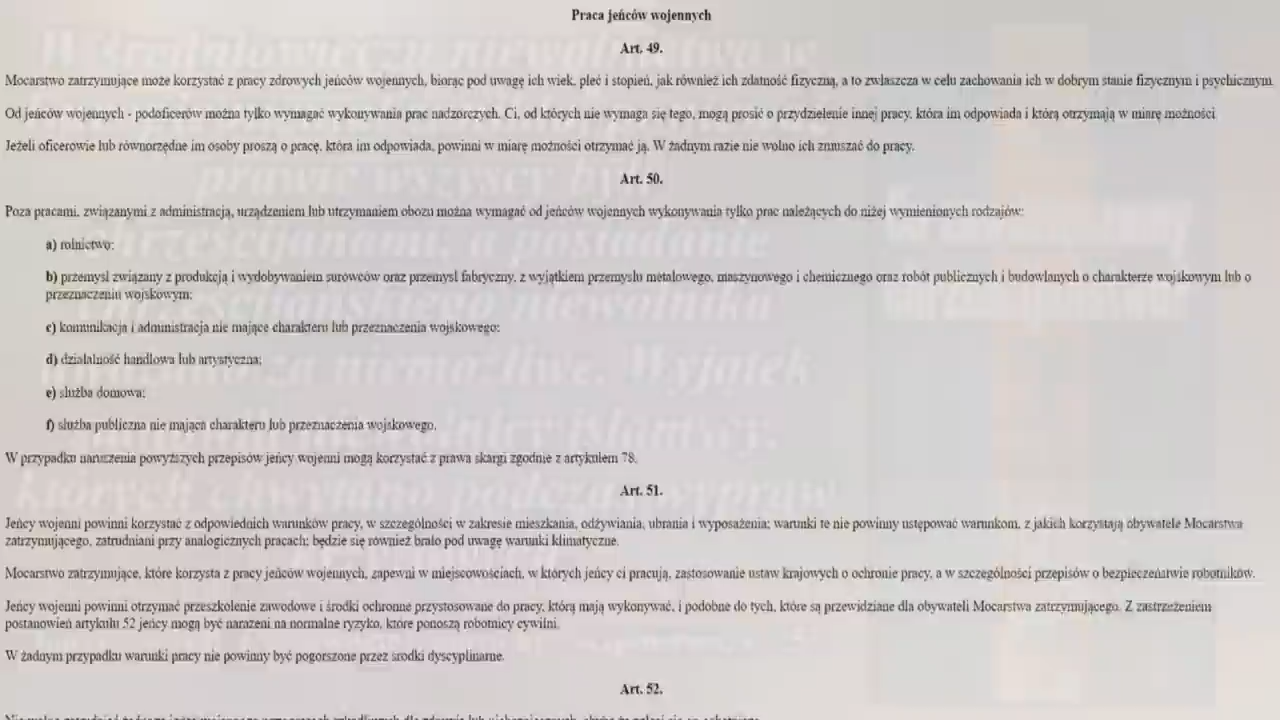 Praca jeńców wojennych
Art. 49.
Mocarstwo zatrzymujące może korzystać z pracy zdrowych jeńców wojennych, biorąc pod uwagę ich wiek, płeć i stopień, jak również ich zdatność fizyczną, a to zwłaszcza w celu zachowania ich w dobrym stanie fizycznym i psychicznym.
Od jeńców wojennych - podoficerów można tylko wymagać wykonywania prac nadzorczych. Ci, od których nie wymaga się tego, mogą prosić o przydzielenie innej pracy, która im odpowiada i którą otrzymają w miarę możności.
Jeżeli oficerowie lub równorzędne im osoby proszą o pracę, która im odpowiada, powinni w miarę możności otrzymać ją. W żadnym razie nie wolno ich zmuszać do pracy.
Art. 50.
Poza pracami, związanymi z administracją, urządzeniem lub utrzymaniem obozu można wymagać od jeńców wojennych wykonywania tylko prac należących do niżej wymienionych rodzajów:
a) rolnictwo;
b) przemysł związany z produkcją i wydobywaniem surowców oraz przemysł fabryczny, z wyjątkiem przemysłu metalowego, maszynowego i chemicznego oraz robót publicznych i budowlanych o charakterze wojskowym lub o
przeznaczeniu wojskowym;
c) komunikacja i administracja nie mające charakteru lub przeznaczenia wojskowego;
d) działalność handlowa lub artystyczna;
e) służba domowa;
f) służba publiczna nie mająca charakteru lub przeznaczenia wojskowego.
W przypadku naruszenia powyższych przepisów jeńcy wojenni mogą korzystać z prawa skargi zgodnie z artykułem 78.
Art. 51.
Jeńcy wojenni powinni korzystać z odpowiednich warunków pracy, w szczególności w zakresie mieszkania, odżywiania, ubrania i wyposażenia; warunki te nie powinny ustępować warunkom, z jakich korzystają obywatele Mocarstwa
zatrzymującego, zatrudniani przy analogicznych pracach; będzie się również brało pod uwagę warunki klimatyczne.
Mocarstwo zatrzymujące, które korzysta z pracy jeńców wojennych, zapewni w miejscowościach, w których jeńcy ci pracują, zastosowanie ustaw krajowych o ochronie pracy, a w szczególności przepisów o bezpieczeństwie robotników.
Jeńcy wojenni powinni otrzymać przeszkolenie zawodowe i środki ochronne przystosowane do pracy, którą mają wykonywać, i podobne do tych, które są przewidziane dla obywateli Mocarstwa zatrzymującego. Z zastrzeżeniem
postanowień artykułu 52 jeńcy mogą być narażeni na normalne ryzyko, które ponoszą robotnicy cywilni.
W żadnym przypadku warunki pracy nie powinny być pogorszone przez środki dyscyplinarne.
Art. 52.